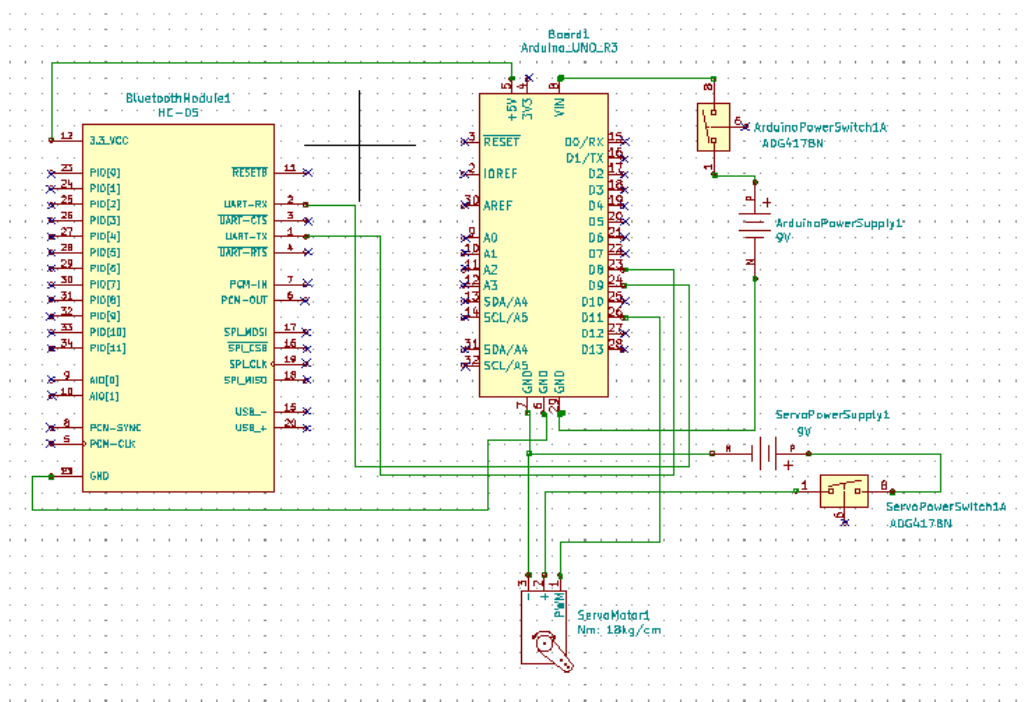 Board1
Arduino_UNO_R3
BluetoothModule1
HC-05
3.3_VCC
PIO[0]
PIO[1]
PIO[2]
PIO[3]
PIO[4]
PIO[5]
PIO[6]
PIO[7]
PIO[8]
PIO[9]
PIO[10]
PIO[11]
AIO[0]
AIO[1]
PCM-SYNC
PCM-CLK
GND
23
24
25
26
27
28
29
30
31
32
33
34
9
10
8
5
RESETB
UART-RX
UART-CTS
UART-TX
UART-RTS
PCM-IN
PCM-OUT
SPI_MOSI
SPI_CSB
SPI_CLK
SPI_MISO
USB_-
USB_+
11
2
3
1
4
7
6
17
16
19
18
15
20
5
4
8
+5V
3V3
VIN
3 RESET
2 IOREF
30 AREF
9 A0
10 A1
11 A2
12 A3
13 SDA/A4
14 SCL/A5
31 SDA/A4
32 SCL/A5
D0/RX 15
D1/TX 16
D2 17
D3 18
D4 19
D5 20
D6 21
D7 22
D8 23
D9 24
D10 25
D11 26
D12 27
D13 28
GND
GND
GND
7
6
29
8
6
1
ArduinoPowerSwitch1A
ADG417BN
P
+
N
ArduinoPowerSupply1
9V
ServoPowerSupply1
9V
N
P
+
1
8
6
ServoPowerSwitch1A
ADG417BN
3
2
1
-
+
PWM
ServoMotor1
Nm: 18kg/cm